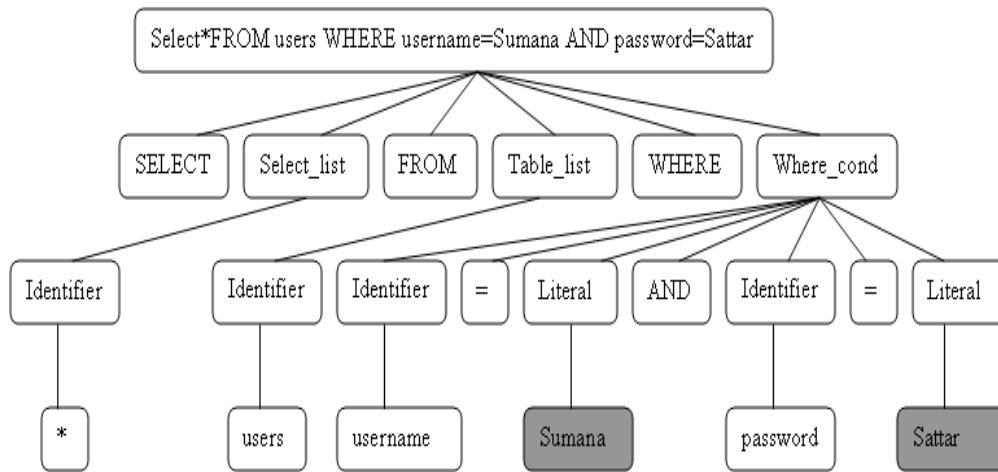 Select*FROM users WHERE username=Sumana AND password=Sattar
SELECT Select_list FROM Table_list WHERE Where_cond
Identifier Identifier Identifier = Literal AND Identifier = Literal
* users username Sumana password Sattar